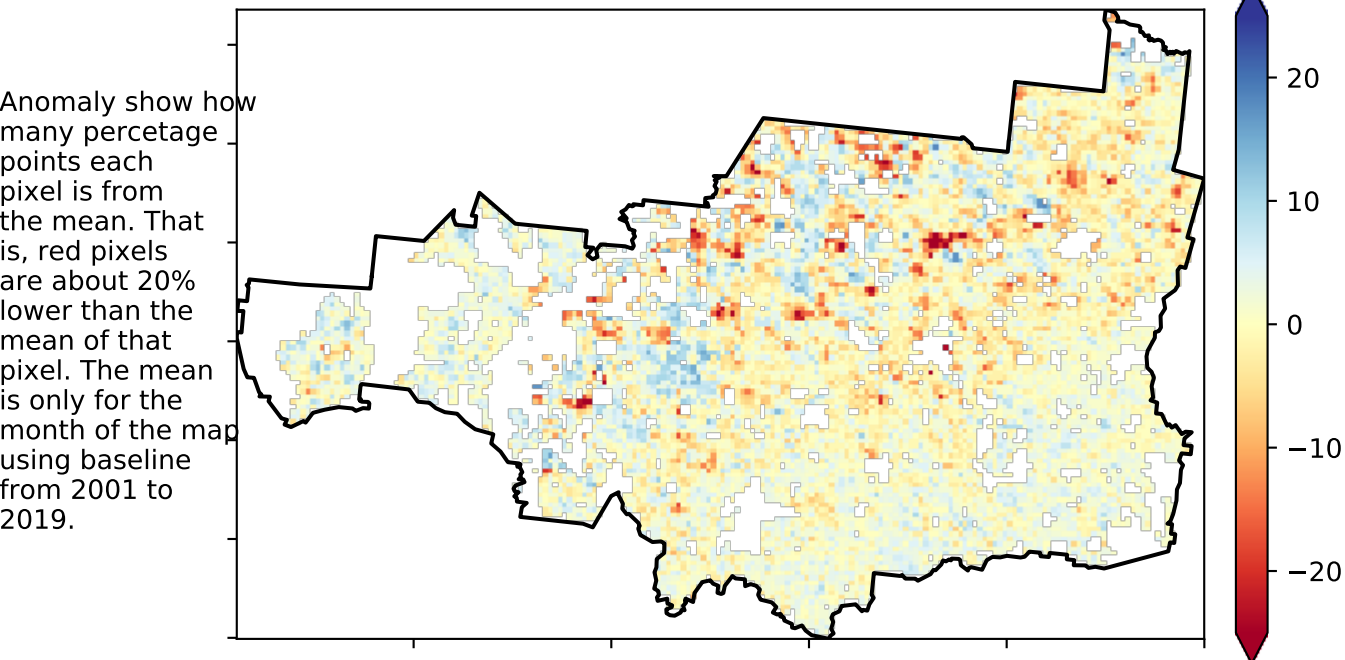 Anomaly show how
many percetage
points each
pixel is from
the mean. That
is, red pixels
are about 20%
lower than the
mean of that
pixel. The mean
is only for the
month of the map
using baseline
from 2001 to
2019.
20
10
0
−10
−20